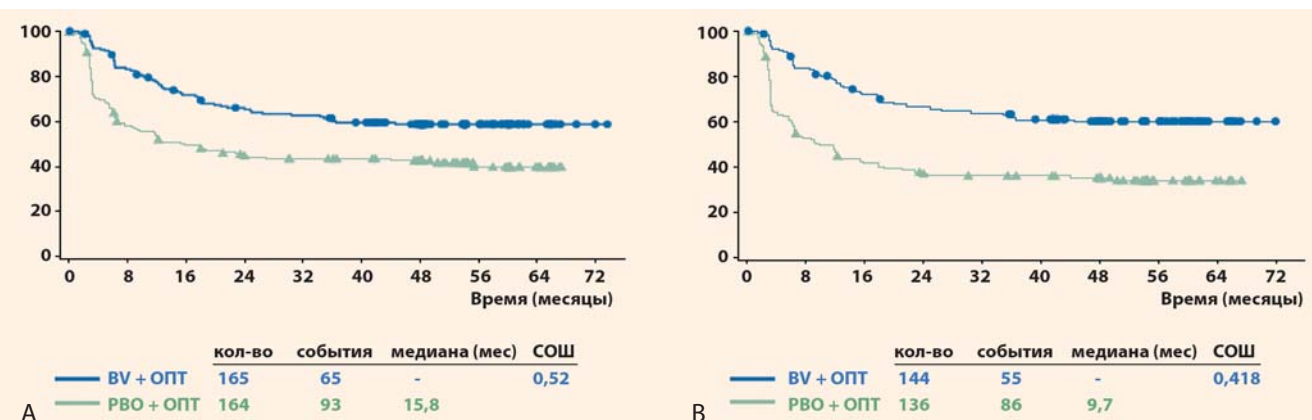 100
80
60
40
20
0
0 8 16 24 32 40 48 56 64 72
Время (месяцы)
кол-во события медиана (мес) СОШ
BV + ОПТ 165 65 - 0,52
PBO + ОПТ 164 93 15,8
A
100
80
60
40
20
0
0 8 16 24 32 40 48 56 64 72
Время (месяцы)
кол-во события медиана (мес) СОШ
BV + ОПТ 144 55 - 0,418
PBO + ОПТ 136 86 9,7
B